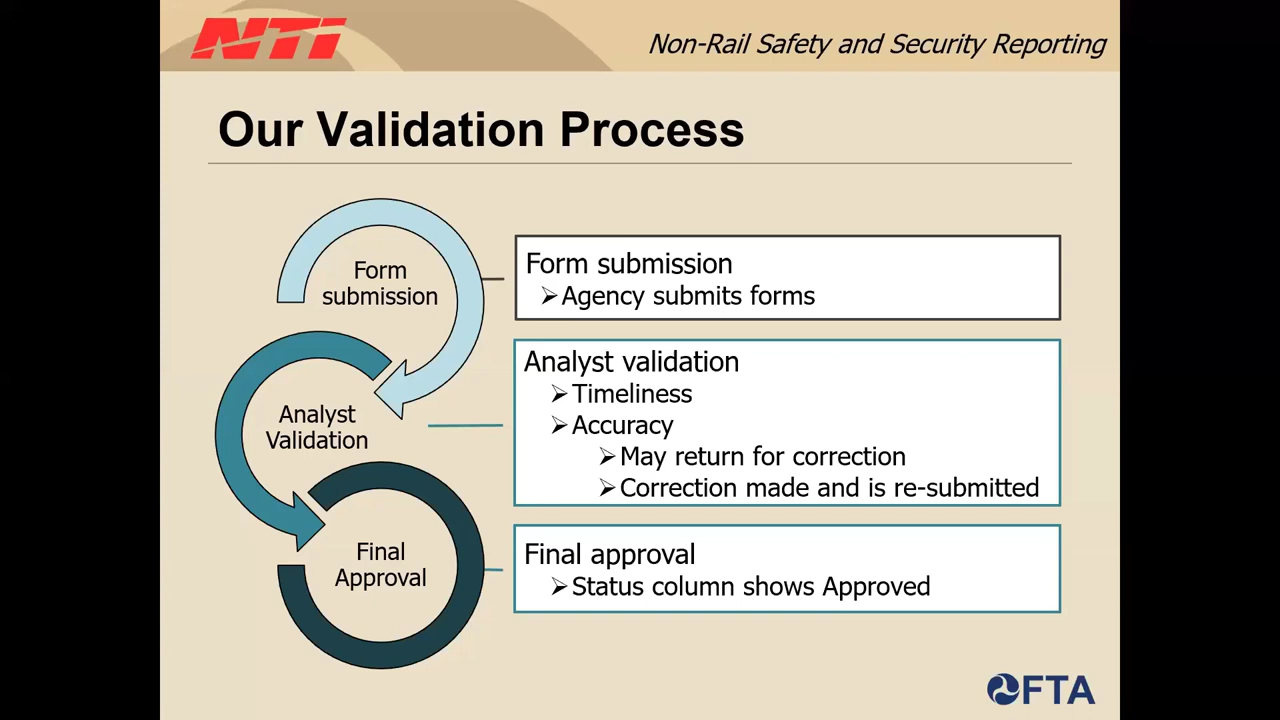 NTI
Non-Rail Safety and Security Reporting
Our Validation Process
Form
submission
Form submission
➢Agency submits forms
Analyst
Validation
Analyst validation
➢Timeliness
➢Accuracy
➢May return for correction
➢Correction made and is re-submitted
Final
Approval
Final approval
➢Status column shows Approved
FTA